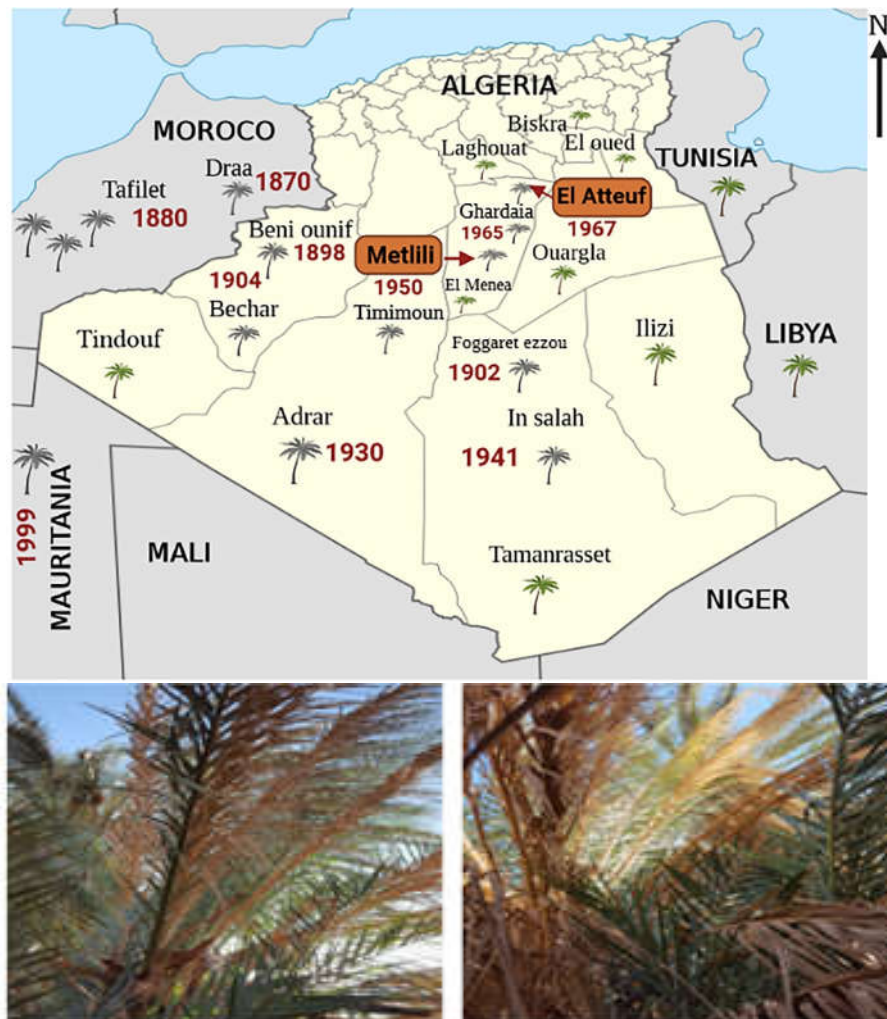 N
ALGERIA
MOROCO
Biskra
Laghouat
El oued
TUNISIA
Draa
1870
Tafilet
1880
El Atteuf
Ghardaia
1965
1967
Beni ounif
1898
Metlili
1950
Ouargla
1904
El Menea
Bechar
Timimoun
Tindouf
Foggaret ezzou
1902
Ilizi
LIBYA
Adrar
1930
In salah
1941
1999
MAURITANIA
MALI
Tamanrasset
NIGER